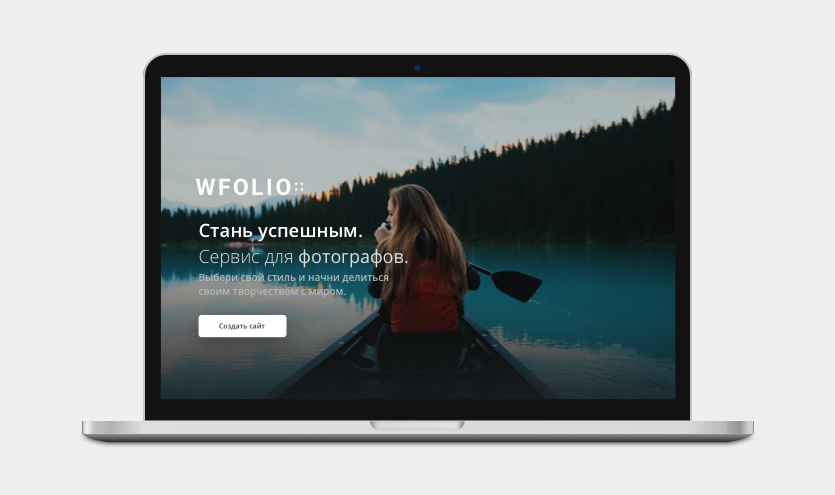 WFOLIO::
Стань успешным.
Сервис для фотографов.
Выбери свой стиль и начни делиться
своим творчеством с миром.
Создать сайт